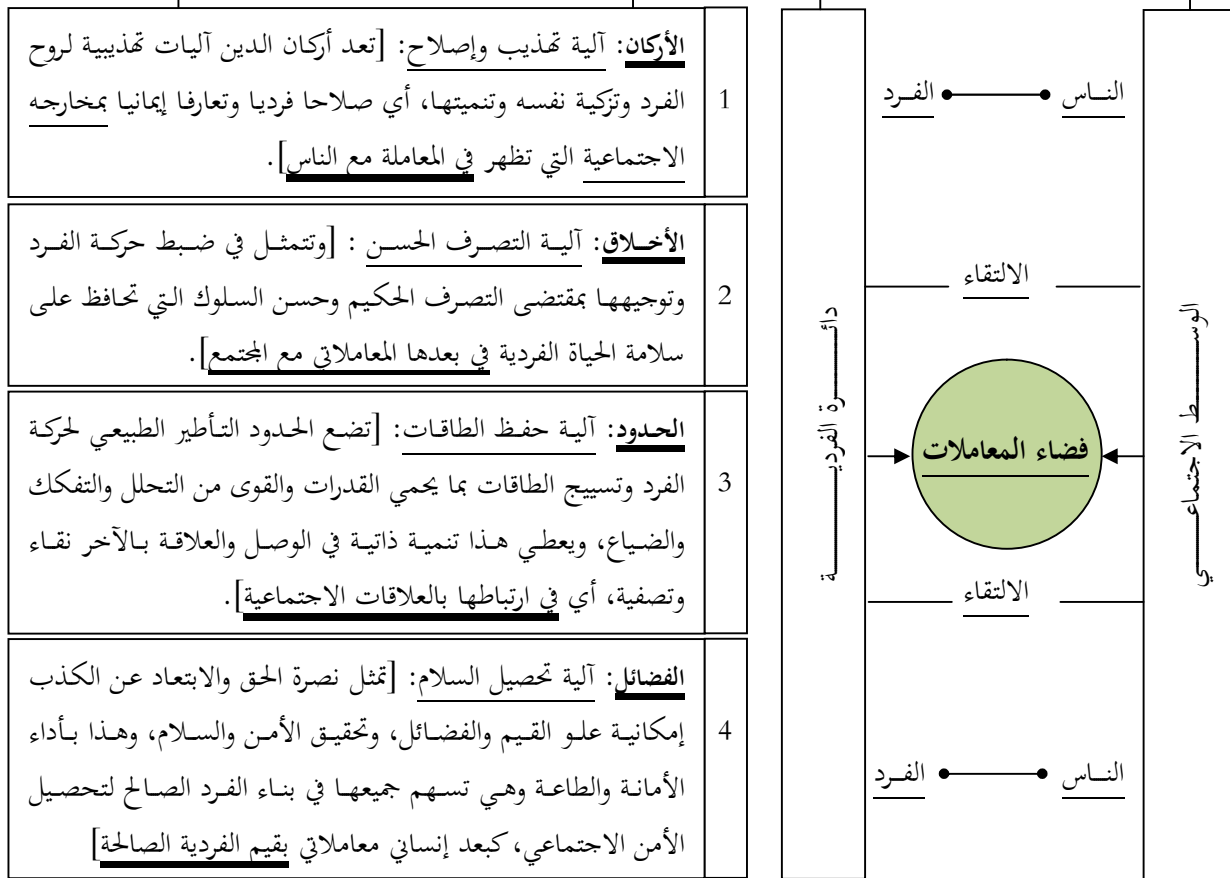 الأركان: آلية تهذيب وإصلاح: [تعد أركان الدين آليات تهذيبية لروح
الفرد وتزكية نفسه وتنميتها، أي صلاحا فرديا وتعارفا إيمانيا بمخارجه
1
الاجتماعية التي تظهر في المعاملة مع الناس].
الأخلاق: آلية التصرف الحسن : [وتتمثل في ضبط حركة الفرد
وتوجيهها بمقتضى التصرف الحكيم وحسن السلوك التي تحافظ على
2
سلامة الحياة الفردية في بعدها المعاملاتي مع المجتمع].
الحدود: آلية حفظ الطاقات: [تضع الحدود التأطير الطبيعي لحركة
الفرد وتسييج الطاقات بما يحمي القدرات والقوى من التحلل والتفكك
3
والضياع، ويعطي هذا تنمية ذاتية في الوصل والعلاقة بالآخر نقاء
وتصفية، أي في ارتباطها بالعلاقات الاجتماعية].
الفضائل: آلية تحصيل السلام: [تمثل نصرة الحق والابتعاد عن الكذب
إمكانية علو القيم والفضائل، وتحقيق الأمن والسلام، وهذا بأداء
4
الأمانة والطاعة وهي تسهم جميعها في بناء الفرد الصالح لتحصيل
الأمن الاجتماعي، كبعد إنساني معاملاتي بقيم الفردية الصالحة]
الوسط الاجتماعي
الناس
الفرد
الالتقاء
فضاء المعاملات
الالتقاء
الناس
الفرد
دائرة الفردية